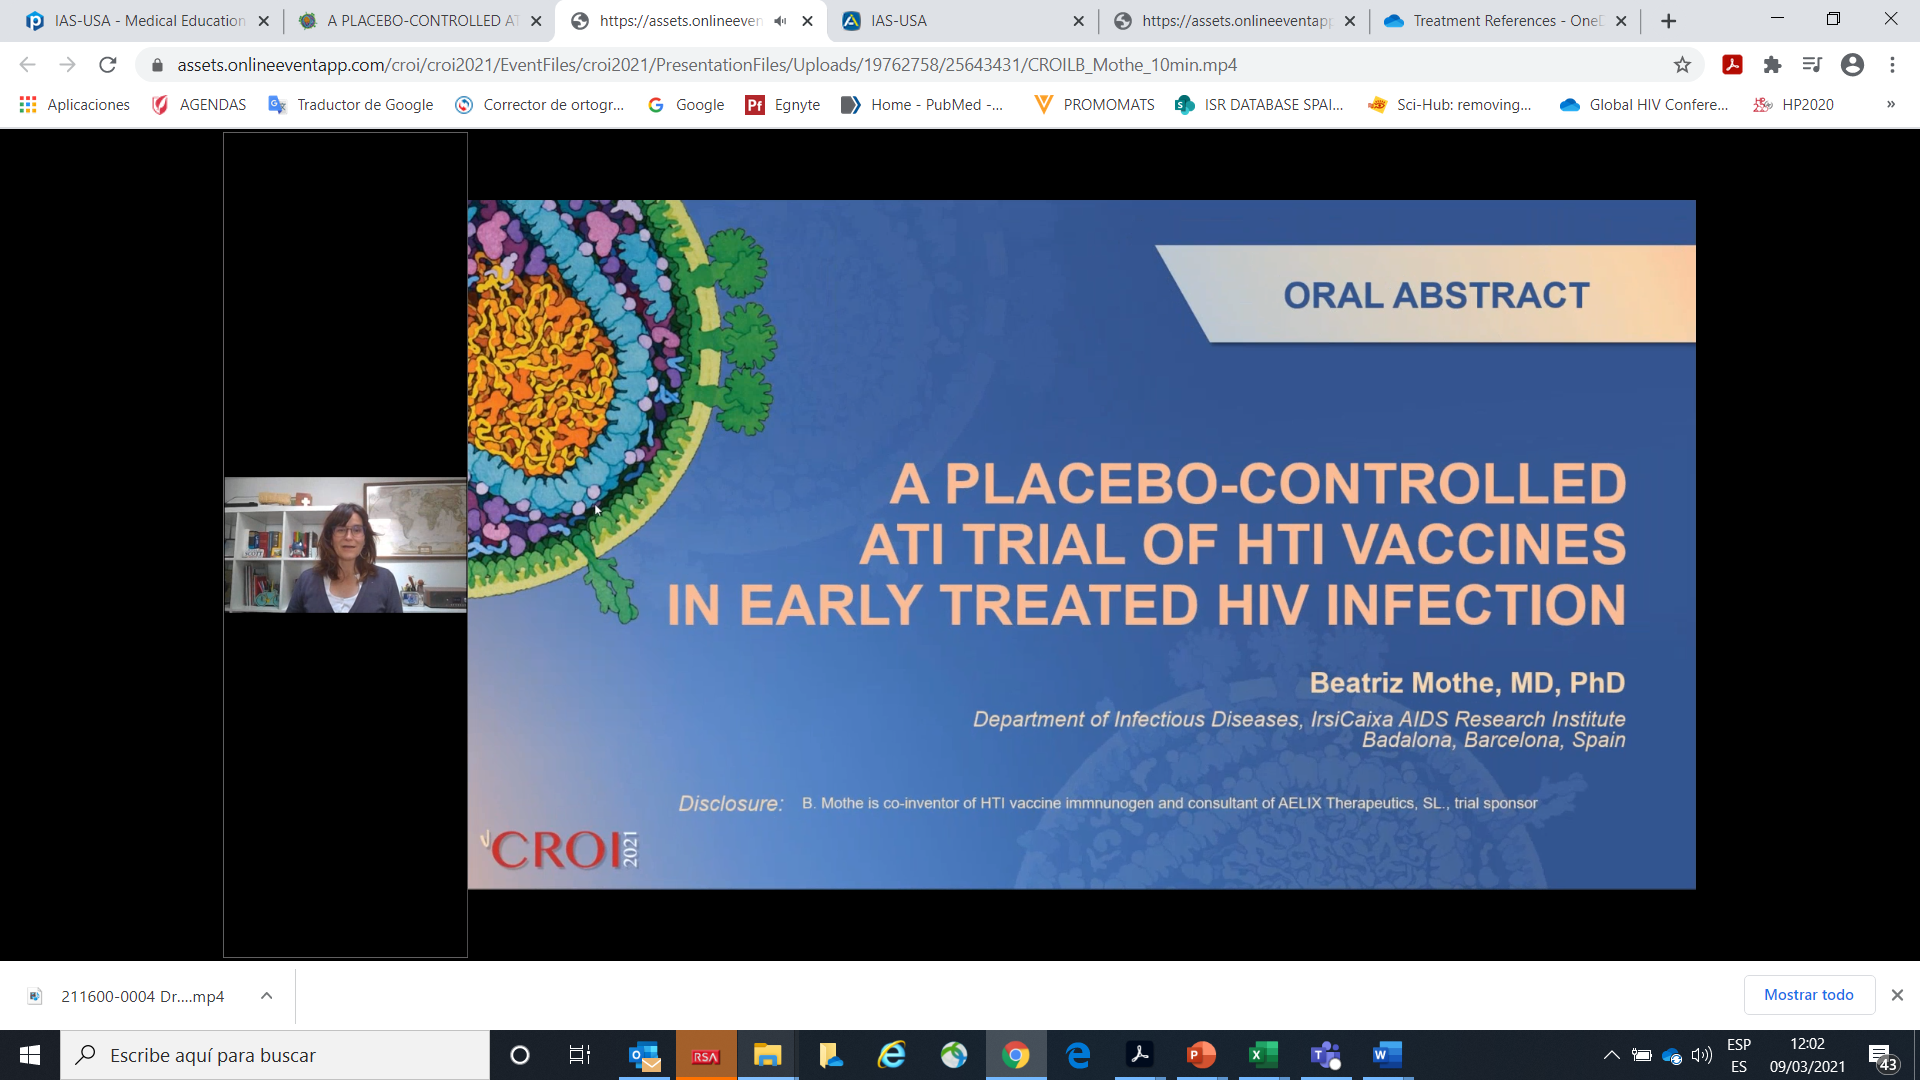 IAS-USA - Medical Education
A PLACEBO-CONTROLLED AT
https://assets.onlineeven
IAS-USA
https://assets.onlineeventapp
Treatment References - OneD
assets.onlineeventapp.com/croi/croi2021/EventFiles/croi2021/PresentationFiles/Uploads/19762758/25643431/CROILB_Mothe_10min.mp4
Aplicaciones
AGENDAS
Traductor de Google
Corrector de ortogr...
Google
Egnyte
Home - PubMed -...
PROMOMATS
ISR DATABASE SPAI...
Sci-Hub: removing...
Global HIV Confere...
HP2020
»
ORAL ABSTRACT
A PLACEBO-CONTROLLED
ATI TRIAL OF HTI VACCINES
IN EARLY TREATED HIV INFECTION
Beatriz Mothe, MD, PhD
Department of Infectious Diseases, IrsiCaixa AIDS Research Institute
Badalona, Barcelona, Spain
Disclosure: B. Mothe is co-inventor of HTI vaccine immnunogen and consultant of AELIX Therapeutics, SL., trial sponsor
vCROI 2021
211600-0004 Dr....mp4
Mostrar todo
Escribe aquí para buscar
RSA
ESP
ES
12:02
09/03/2021
43